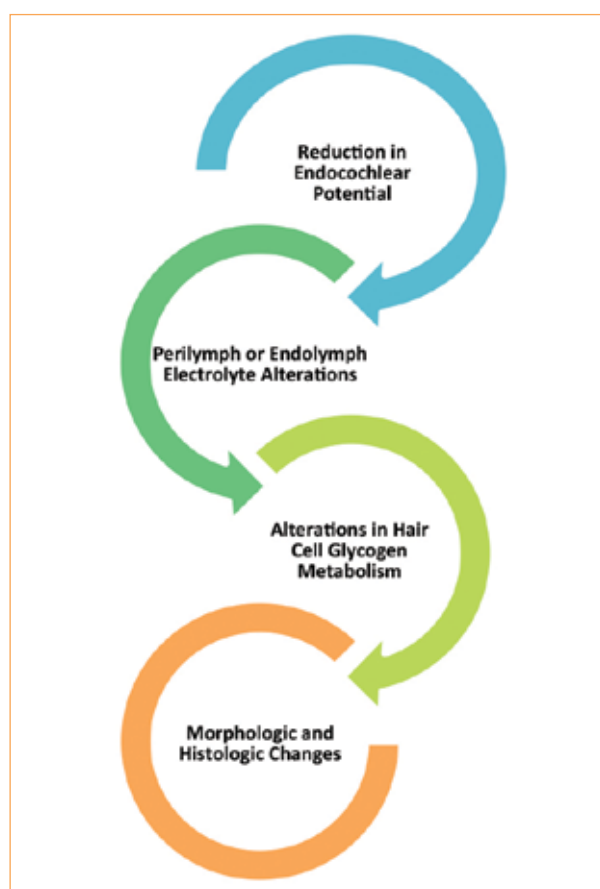 Reduction in
Endocochlear
Potential
Perilymph or Endolymph
Electrolyte Alterations
Alterations in Hair
Cell Glycogen
Metabolism
Morphologic and
Histologic Changes